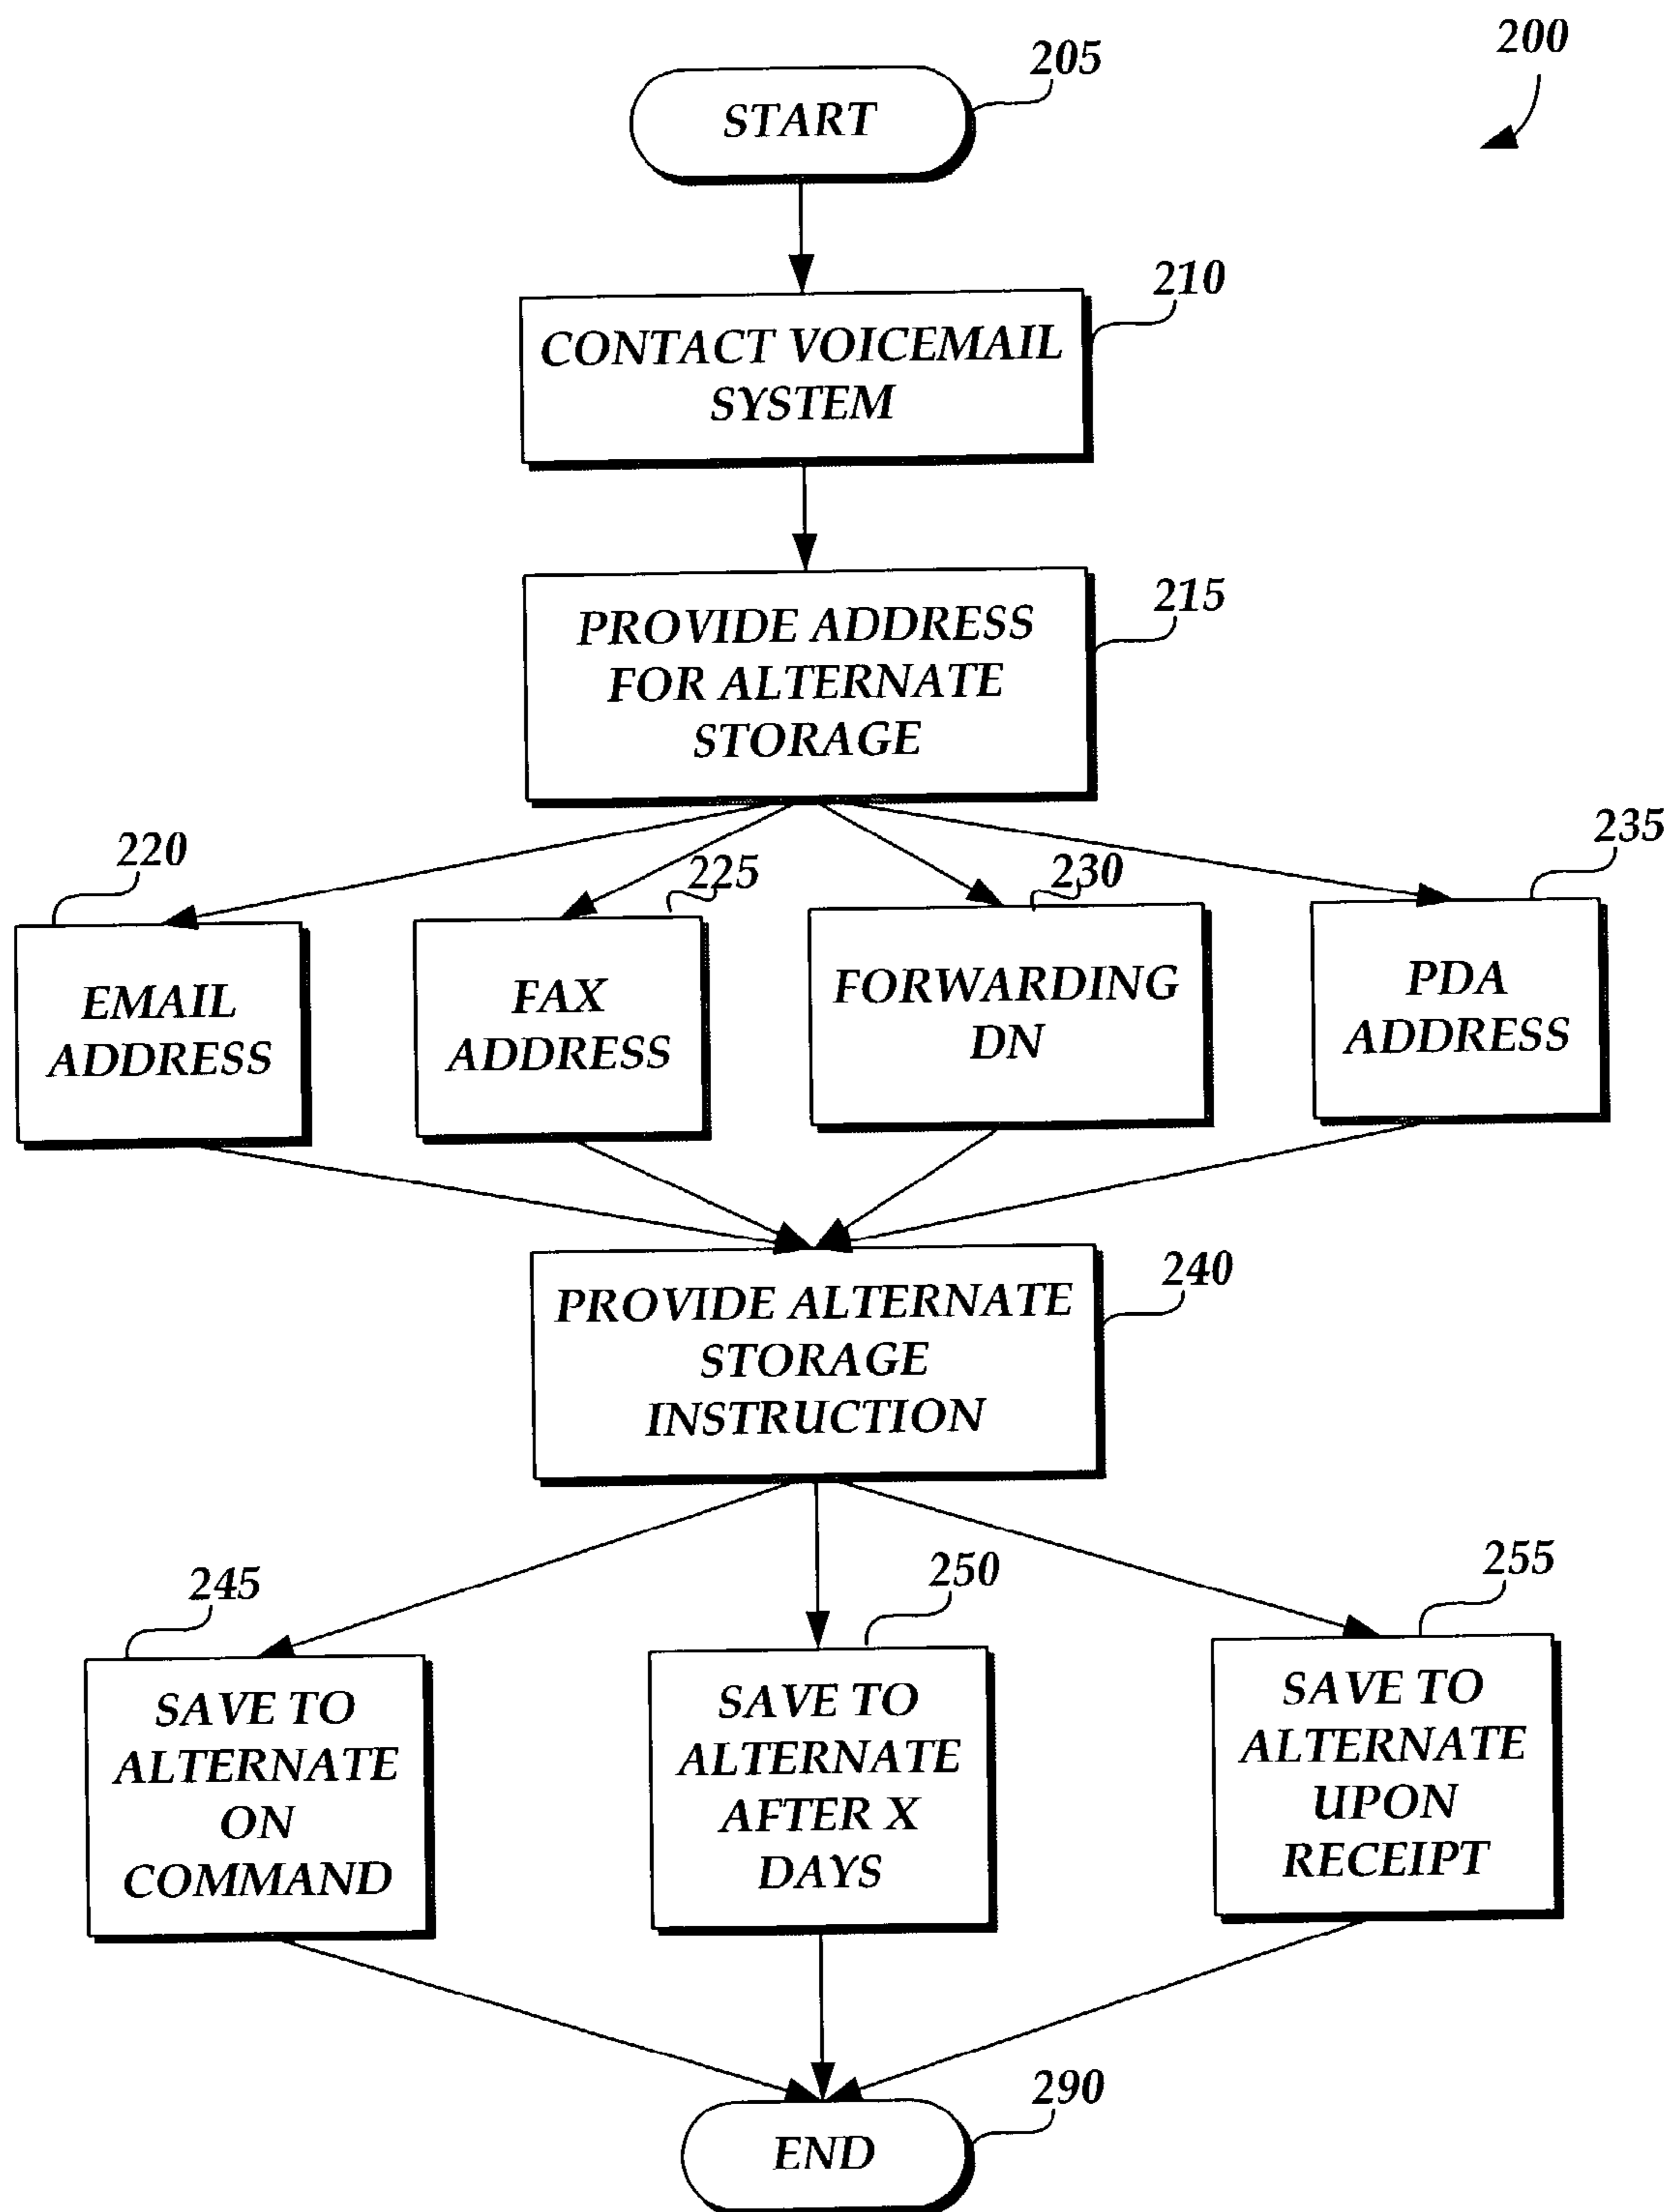 200
205
START
210
CONTACT VOICEMAIL
SYSTEM
215
PROVIDE ADDRESS
FOR ALTERNATE
STORAGE
220
225
230
235
EMAIL
ADDRESS
FAX
ADDRESS
FORWARDING
DN
PDA
ADDRESS
240
PROVIDE ALTERNATE
STORAGE
INSTRUCTION
245
250
255
SAVE TO
ALTERNATE
ON
COMMAND
SAVE TO
ALTERNATE
AFTER X
DAYS
SAVE TO
ALTERNATE
UPON
RECEIPT
290
END